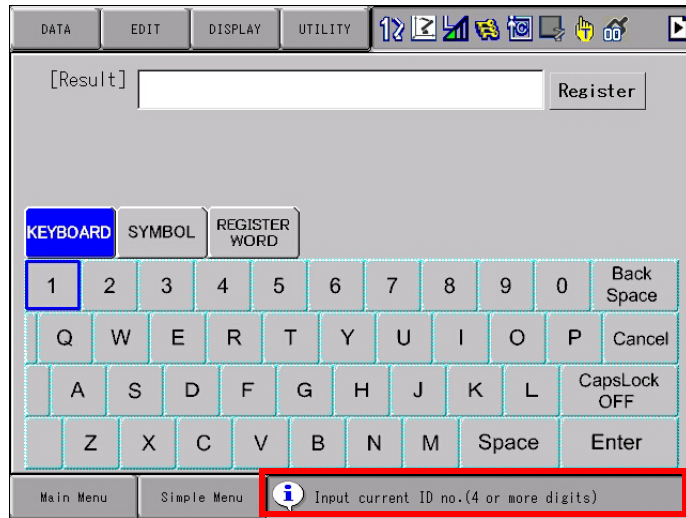 DATA EDIT DISPLAY UTILITY
[Result] Register
KEYBOARD SYMBOL REGISTER WORD
1 2 3 4 5 6 7 8 9 0 Back Space
Q W E R T Y U I O P Cancel
A S D F G H J K L CapsLock OFF
Z X C V B N M Space Enter
Main Menu Simple Menu Input current ID no.(4 or more digits)